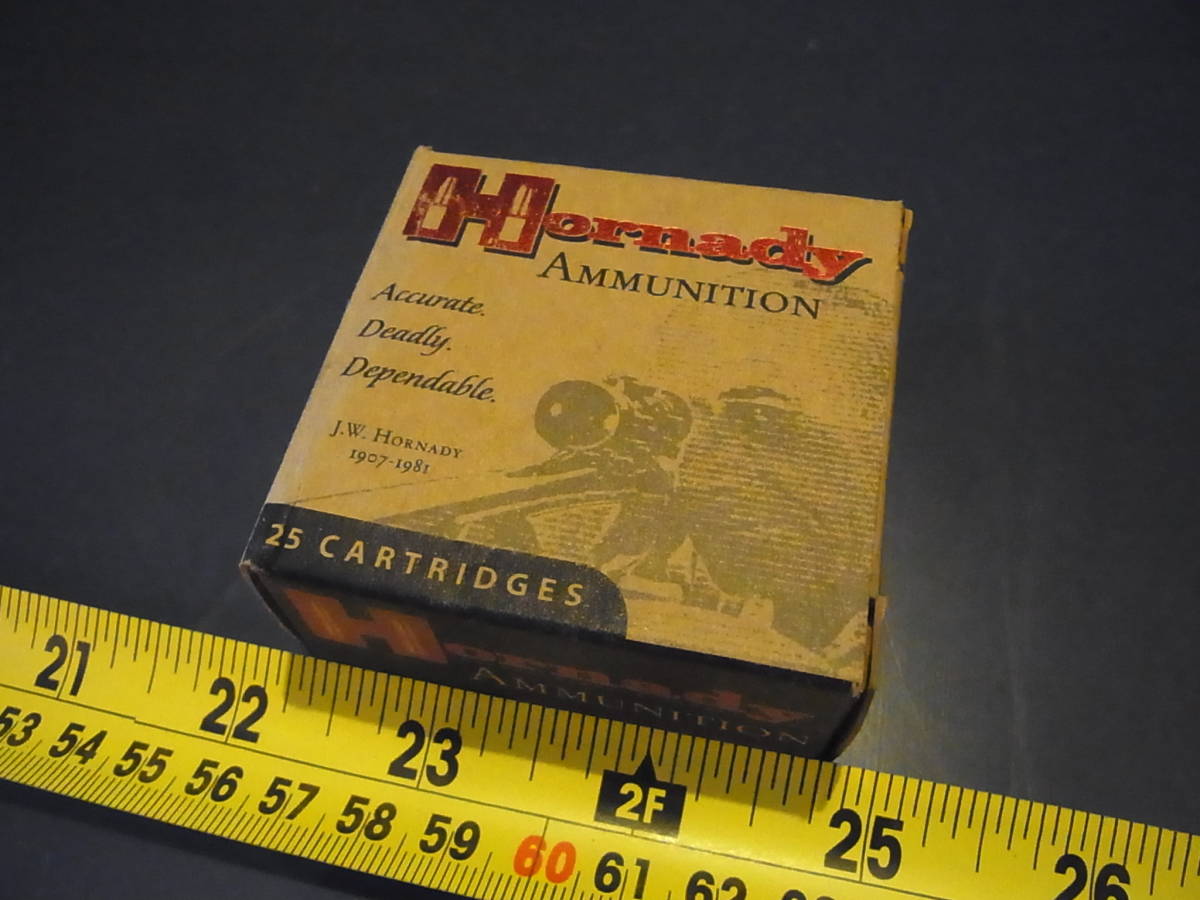 Hornady
AMMUNITION
Accurate.
Deadly.
Dependable.
J.W. HORNADY
1907-1981
25 CARTRIDGES
Hornady
AMMUNITION
21 22 23 2F 25 26
53 54 55 56 57 58 59 60 61 62